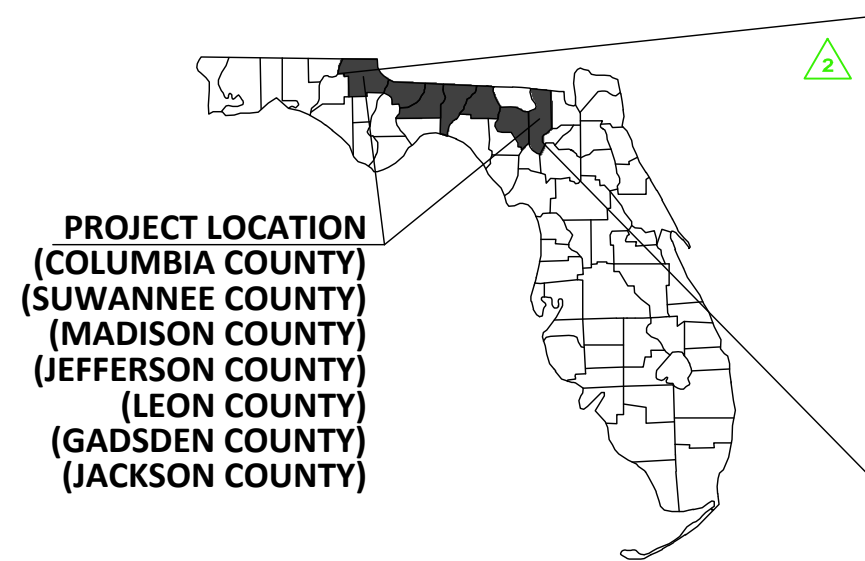 2
PROJECT LOCATION
(COLUMBIA COUNTY)
(SUWANNEE COUNTY)
(MADISON COUNTY)
(JEFFERSON COUNTY)
(LEON COUNTY)
(GADSDEN COUNTY)
(JACKSON COUNTY)